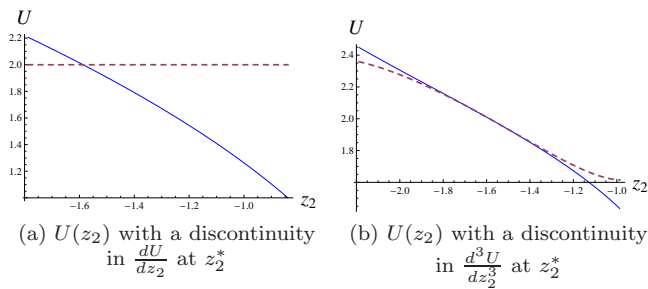 U
2.2
2.0
1.8
1.6
1.4
1.2
−1.6
−1.4
−1.2
−1.0
z₂
U
2.4
2.2
2.0
1.8
−2.0
−1.8
−1.6
−1.4
−1.2
−1.0
z₂
(a) U(z₂) with a discontinuity
in dU/dz₂ at z₂*
(b) U(z₂) with a discontinuity
in d³U/dz₂³ at z₂*